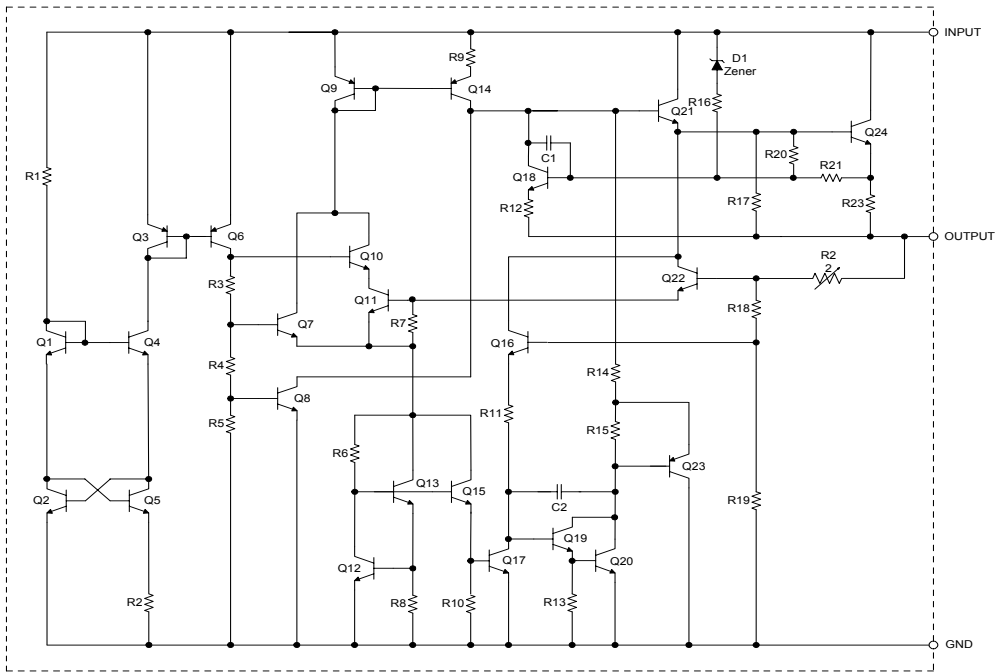 INPUT
R9
D1
Zener
Q9
Q14
R16
Q21
Q24
C1
R20
R1
Q18
R21
R12
R17
R23
Q3
Q6
OUTPUT
Q10
R2
2
R3
Q22
Q11
R18
Q7
R7
Q1
Q4
Q16
R4
R14
Q8
R11
R5
R15
R6
Q23
Q13
Q15
Q2
Q5
R19
C2
Q19
Q12
Q17
Q20
R2
R8
R10
R13
GND